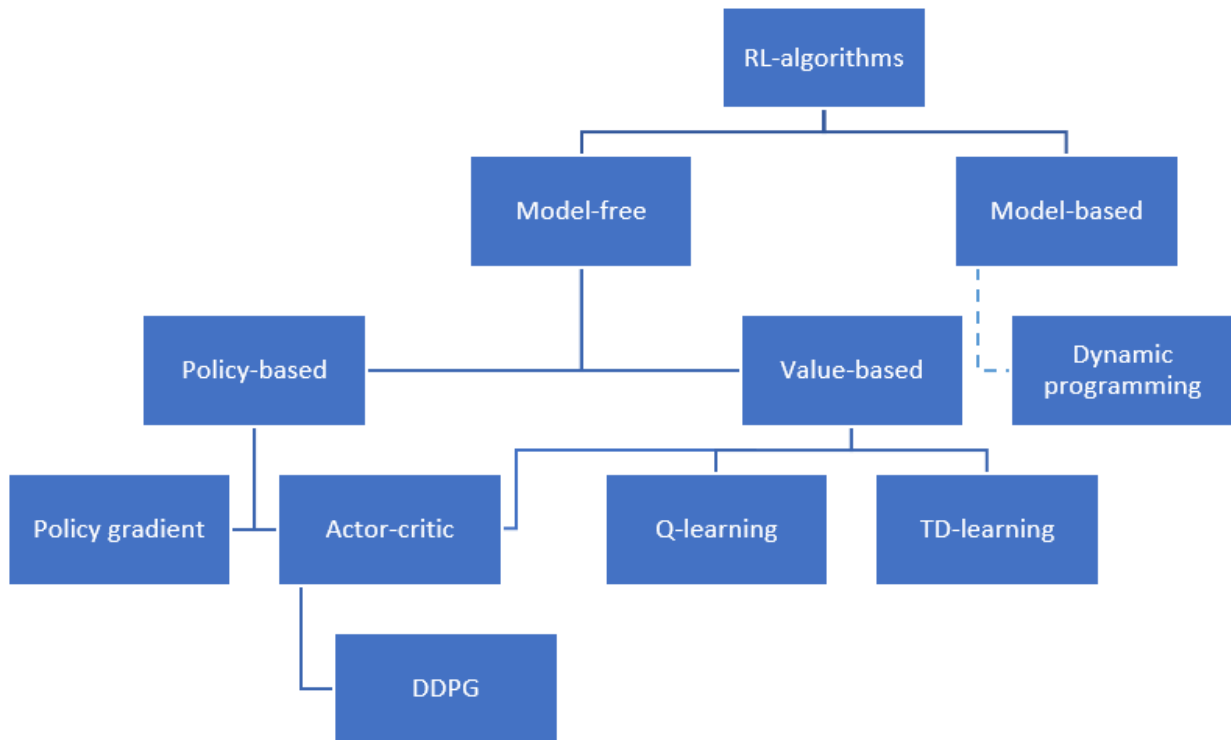 RL-algorithms
Model-free
Model-based
Policy-based
Value-based
Dynamic
programming
Policy gradient
Actor-critic
Q-learning
TD-learning
DDPG